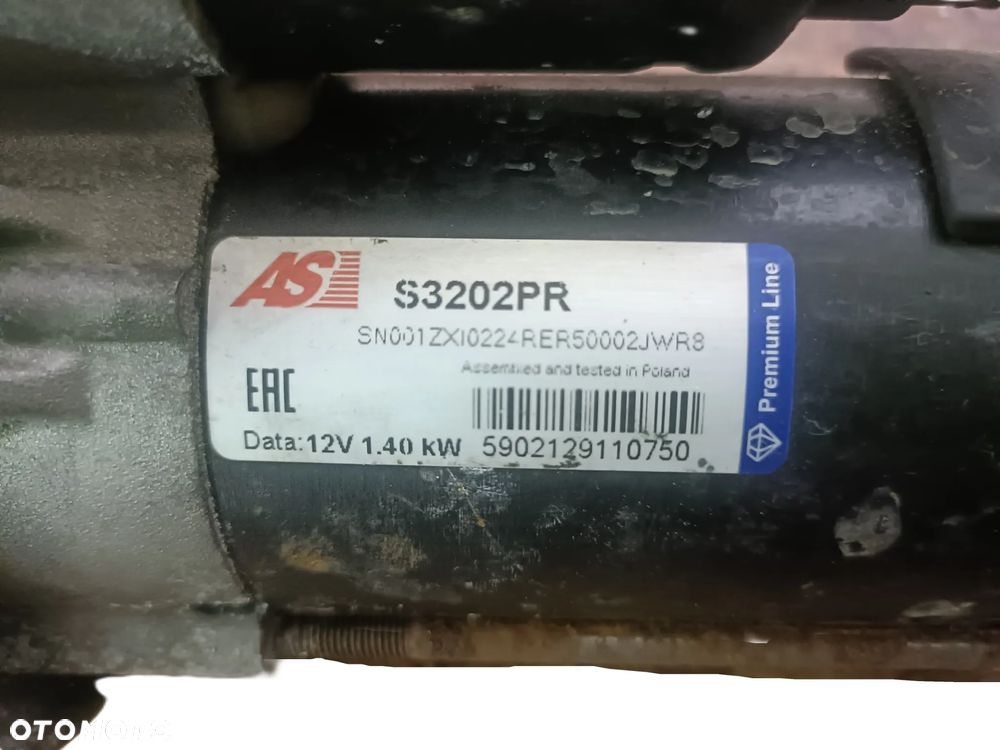 AS
S3202PR
SN001ZXI0224RER50002JWR8
Assembled and tested in Poland
EAC
Data: 12V 1.40 kW
5902129110750
Premium Line
OTOMOTO